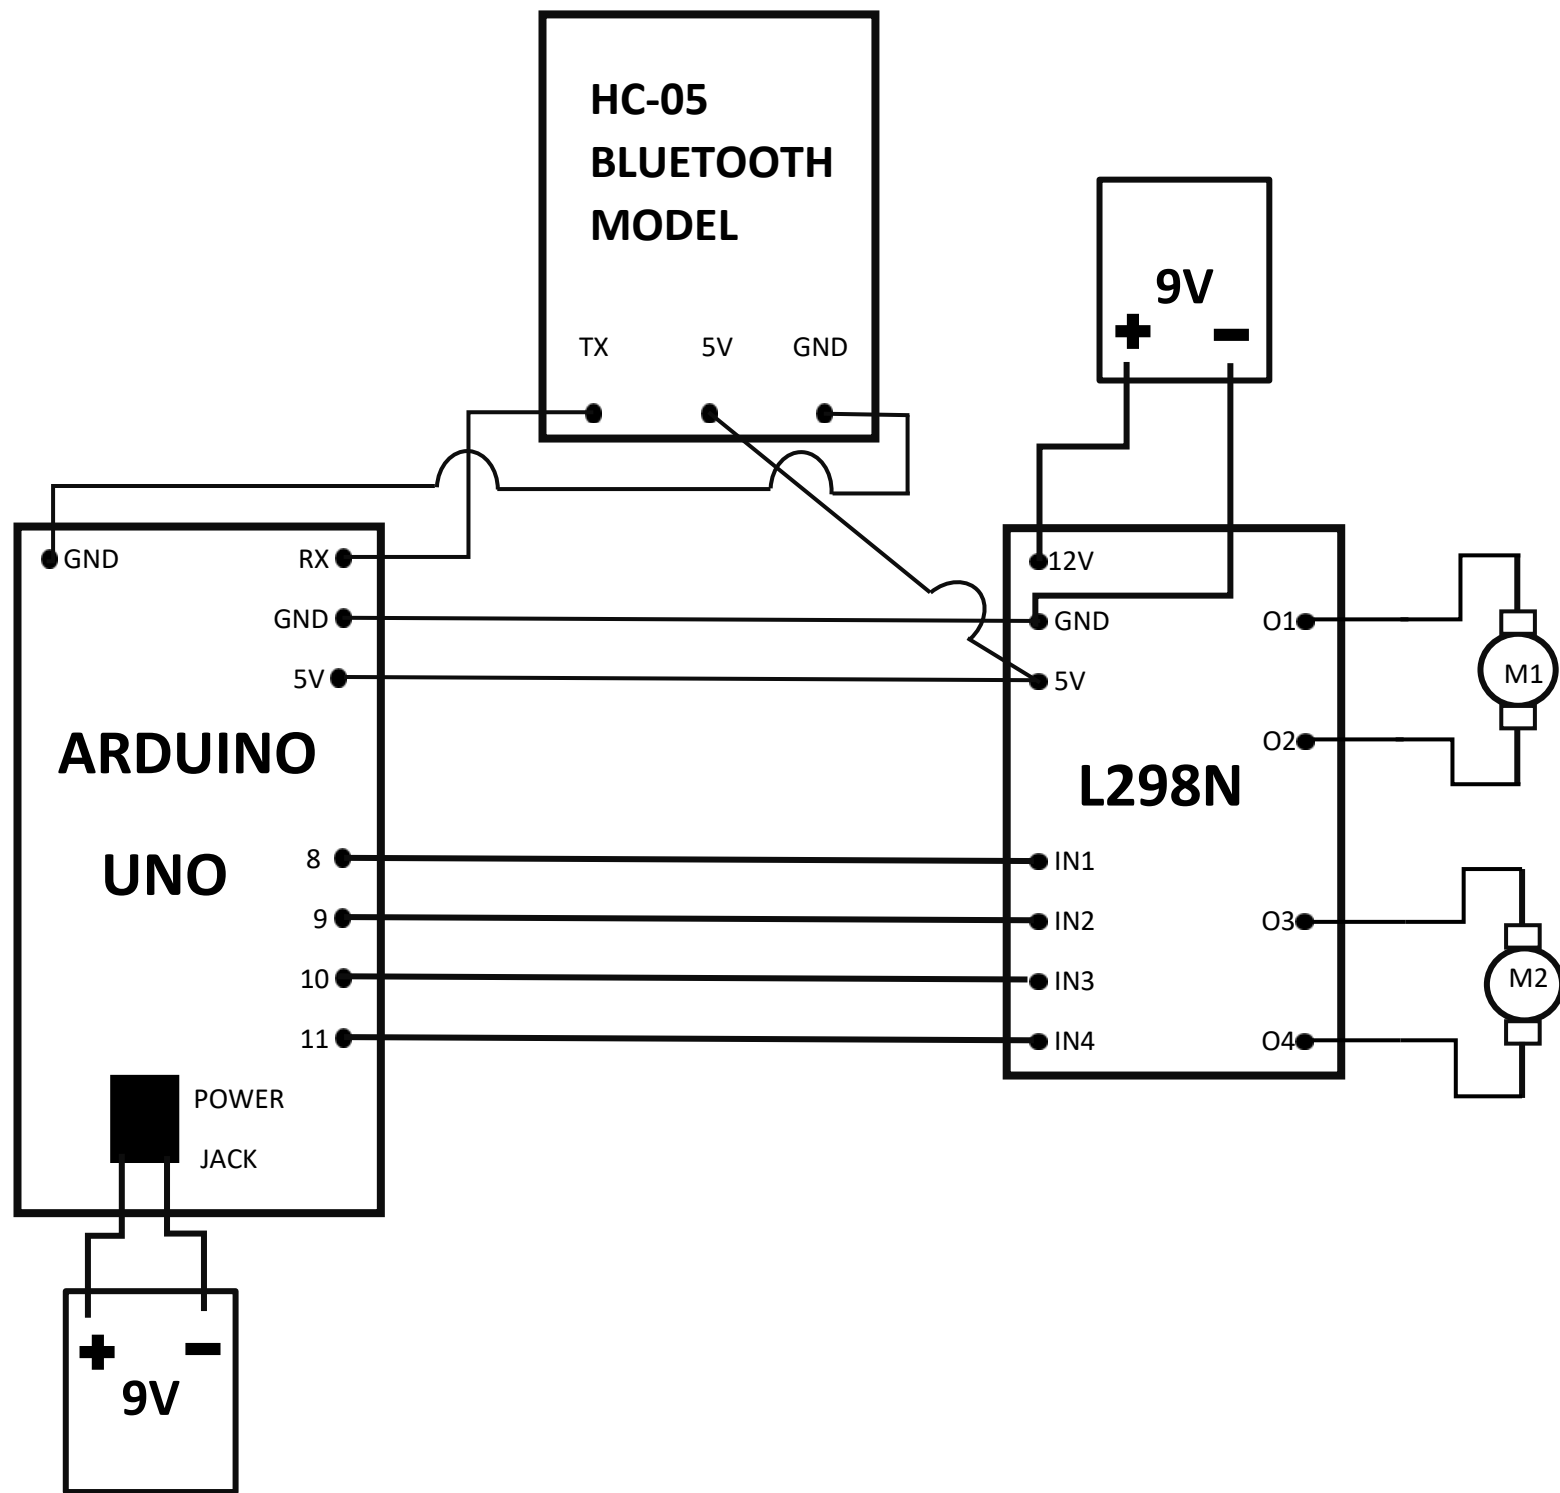 HC-05
BLUETOOTH
MODEL
TX 5V GND
9V
+ −
GND RX
GND
5V
ARDUINO
UNO
8
9
10
11
POWER
JACK
+ −
9V
12V
GND
5V
L298N
IN1
IN2
IN3
IN4
O1
O2
O3
O4
M1
M2